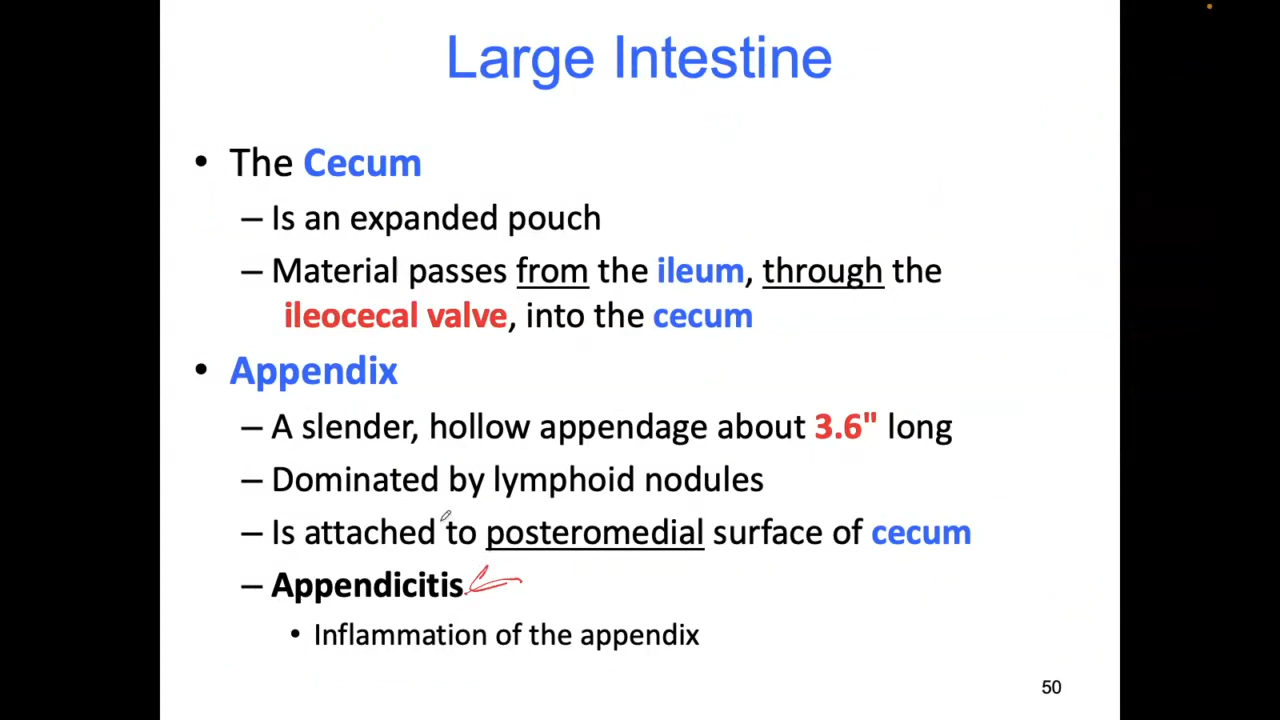 Large Intestine
• The Cecum
– Is an expanded pouch
– Material passes from the ileum, through the
ileocecal valve, into the cecum
• Appendix
– A slender, hollow appendage about 3.6" long
– Dominated by lymphoid nodules
– Is attached to posteromedial surface of cecum
– Appendicitis
• Inflammation of the appendix
50